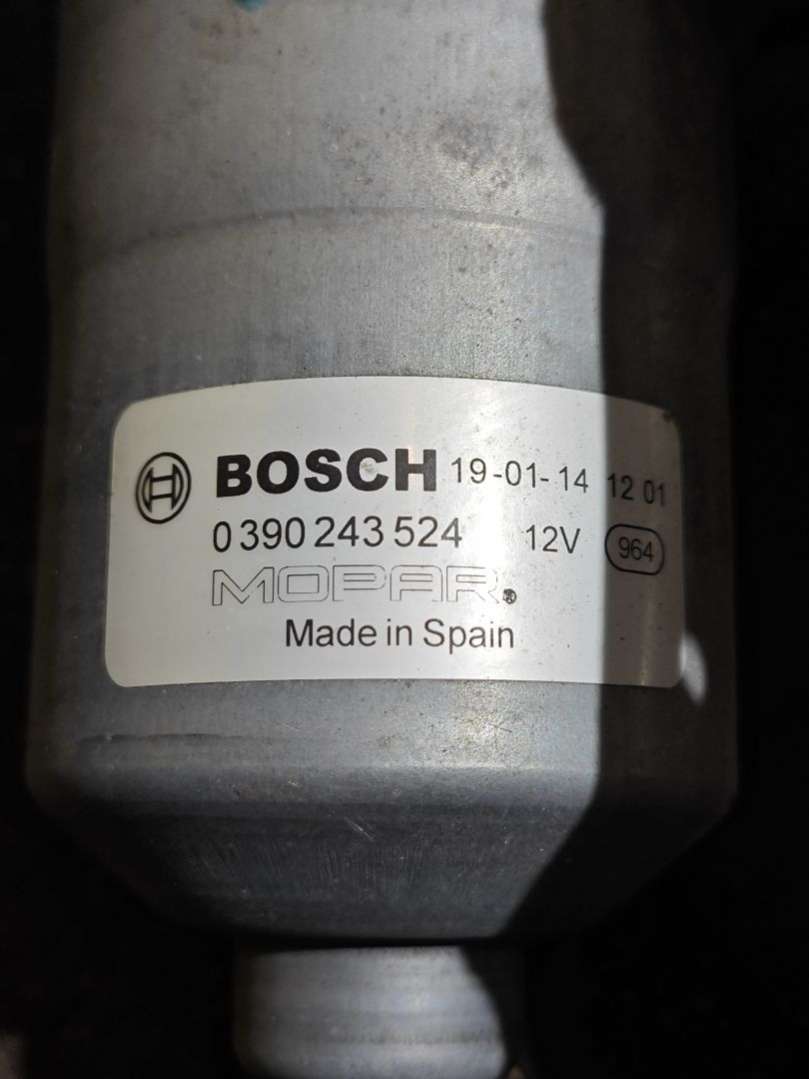 BOSCH 19-01-14 12 01
0 390 243 524 12V 964
MOPAR®
Made in Spain